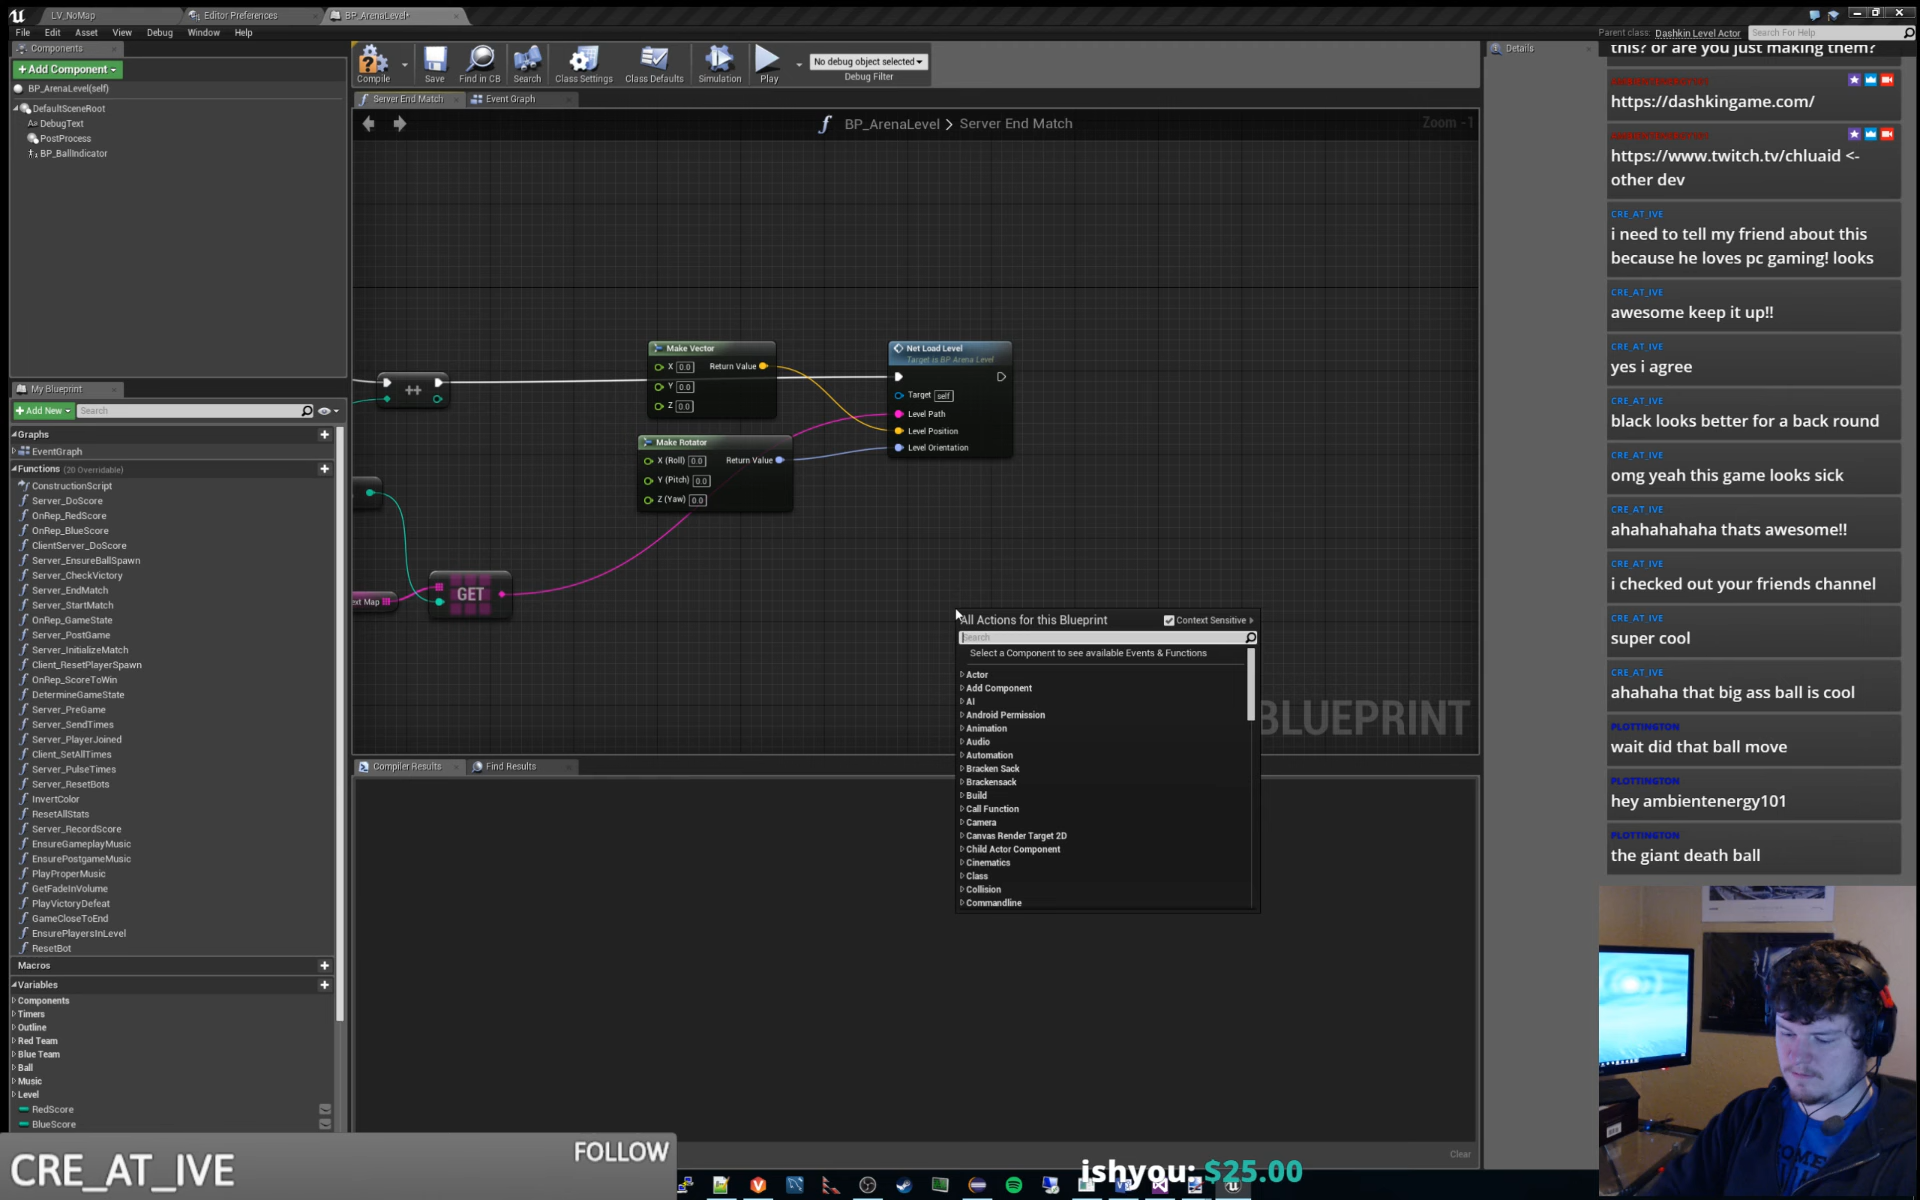 LV_NoMap
Editor Preferences
BP_ArenaLevel*
File Edit Asset View Debug Window Help
Parent class: Dashkin Level Actor
Search For Help
Components
+Add Component
BP_ArenaLevel(self)
DefaultSceneRoot
DebugText
PostProcess
BP_BallIndicator
Compile
Save
Find in CB
Search
Class Settings
Class Defaults
Simulation
Play
No debug object selected
Debug Filter
Details
Server End Match
Event Graph
BP_ArenaLevel > Server End Match
Zoom -1
Make Vector
X 0.0 Return Value
Y 0.0
Z 0.0
Net Load Level
Target is BP Arena Level
Target self
Level Path
Level Position
Level Orientation
++
Make Rotator
X (Roll) 0.0 Return Value
Y (Pitch) 0.0
Z (Yaw) 0.0
ext Map
GET
BLUEPRINT
All Actions for this Blueprint
Context Sensitive
Search
Select a Component to see available Events & Functions
Actor
Add Component
AI
Android Permission
Animation
Audio
Automation
Bracken Sack
Brackensack
Build
Call Function
Camera
Canvas Render Target 2D
Child Actor Component
Cinematics
Class
Collision
Commandline
My Blueprint
+Add New
Search
Graphs
EventGraph
Functions (20 Overridable)
ConstructionScript
Server_DoScore
OnRep_RedScore
OnRep_BlueScore
ClientServer_DoScore
Server_EnsureBallSpawn
Server_CheckVictory
Server_EndMatch
Server_StartMatch
OnRep_GameState
Server_PostGame
Server_InitializeMatch
Client_ResetPlayerSpawn
OnRep_ScoreToWin
DetermineGameState
Server_PreGame
Server_SendTimes
Server_PlayerJoined
Client_SetAllTimes
Server_PulseTimes
Server_ResetBots
InvertColor
ResetAllStats
Server_RecordScore
EnsureGameplayMusic
EnsurePostgameMusic
PlayProperMusic
GetFadeInVolume
PlayVictoryDefeat
GameCloseToEnd
EnsurePlayersInLevel
ResetBot
Macros
Variables
Components
Timers
Outline
Red Team
Blue Team
Ball
Music
Level
RedScore
BlueScore
Compiler Results
Find Results
Clear
this? or are you just making them?
https://dashkingame.com/
https://www.twitch.tv/chluaid <-
other dev
CRE_AT_IVE
i need to tell my friend about this
because he loves pc gaming! looks
CRE_AT_IVE
awesome keep it up!!
CRE_AT_IVE
yes i agree
CRE_AT_IVE
black looks better for a back round
CRE_AT_IVE
omg yeah this game looks sick
CRE_AT_IVE
ahahahahaha thats awesome!!
CRE_AT_IVE
i checked out your friends channel
CRE_AT_IVE
super cool
CRE_AT_IVE
ahahaha that big ass ball is cool
PLOTTINGTON
wait did that ball move
PLOTTINGTON
hey ambientenergy101
PLOTTINGTON
the giant death ball
CRE_AT_IVE
FOLLOW
ishyou: $25.00